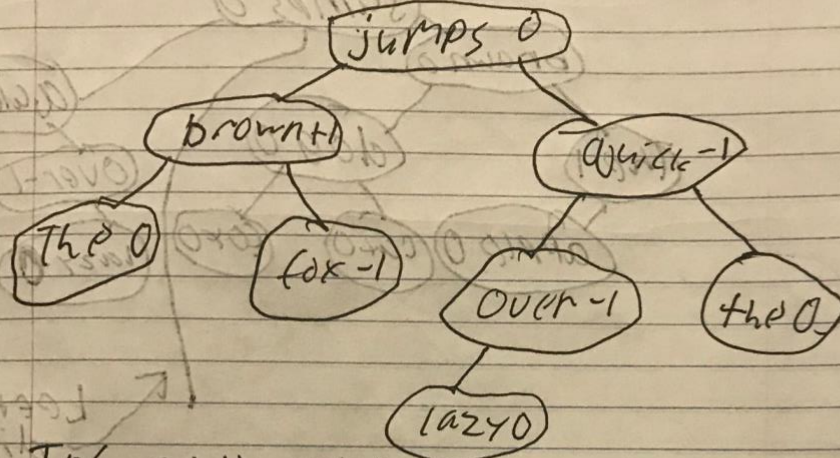 jumps 0
brown+1
quick-1
The 0
fox-1
over-1
the 0
lazy 0